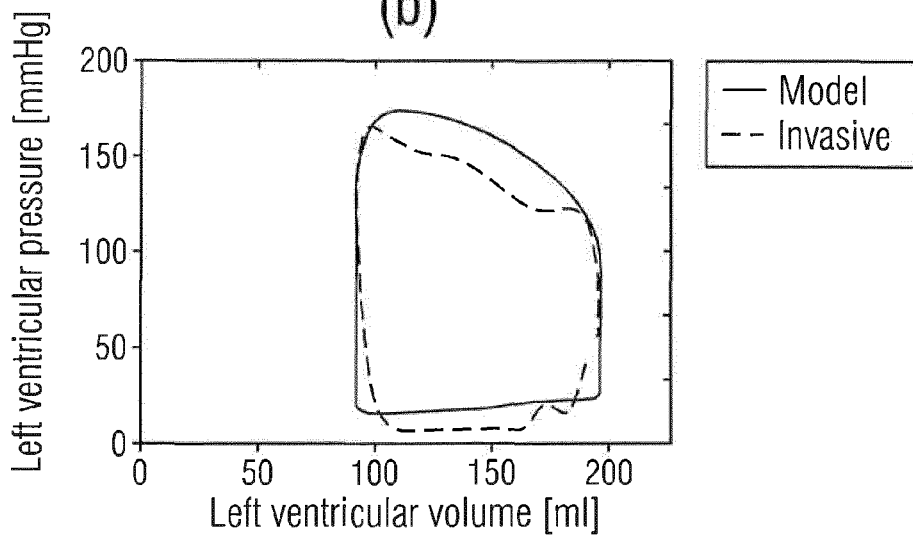 (b)
Left ventricular pressure [mmHg]
200
150
100
50
0
0 50 100 150 200
Left ventricular volume [ml]
Model
Invasive